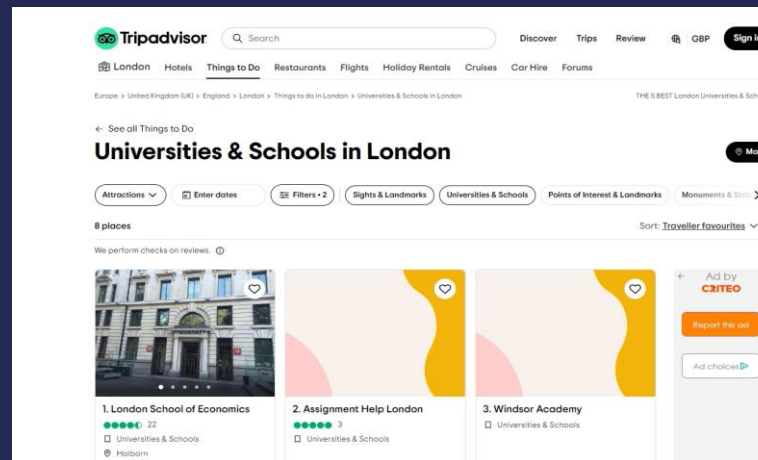 Tripadvisor
Search
Discover Trips Review GBP Sign in
London Hotels Things to Do Restaurants Flights Holiday Rentals Cruises Car Hire Forums
Europe > United Kingdom (UK) > England > London > Things to do in London > Universities & Schools in London
THE 5 BEST London Universities & Sch
← See all Things to Do
Universities & Schools in London
Attractions Enter dates Filters • 2 Sights & Landmarks Universities & Schools Points of Interest & Landmarks Monuments &
8 places
Sort: Traveller favourites
We perform checks on reviews.
Ad by
CRITEO
Report this ad
Ad choices
1. London School of Economics
22
Universities & Schools
Holborn
2. Assignment Help London
3
Universities & Schools
3. Windsor Academy
Universities & Schools